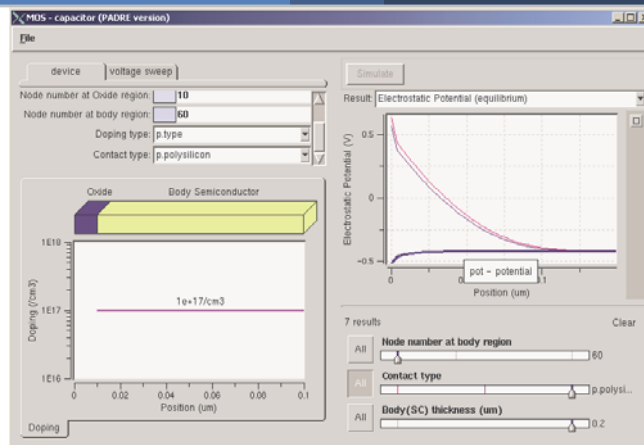 MOS - capacitor (PADRE version)
File
device
voltage sweep
Node number at Oxide region: 10
Node number at body region: 60
Doping type: p.type
Contact type: p.polysilicon
Oxide
Body Semiconductor
1E18
1E17
1E16
Doping (/cm3)
1e+17/cm3
0 0.02 0.04 0.06 0.08 0.1
Position (um)
Doping
Simulate
Result: Electrostatic Potential (equilibrium)
Electrostatic Potential (V)
0.5
0
-0.5
pot - potential
0 0.1
Position (um)
7 results
Clear
All
Node number at body region
60
All
Contact type
p.polysi...
All
Body(SC) thickness (um)
0.2